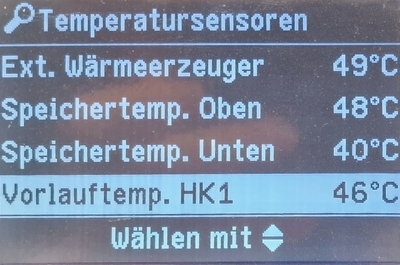 Temperatursensoren
Ext. Wärmeerzeuger 49°C
Speichertemp. Oben 48°C
Speichertemp. Unten 40°C
Vorlauftemp. HK1 46°C
Wählen mit